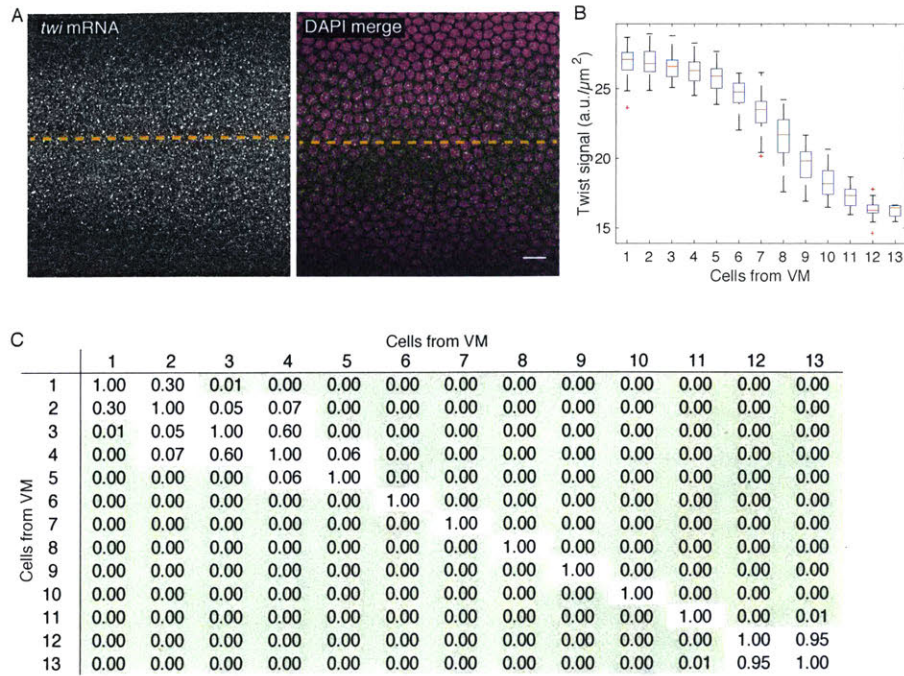 A
twi mRNA
DAPI merge
B
Twist signal (a.u./µm²)
25
20
15
1 2 3 4 5 6 7 8 9 10 11 12 13
Cells from VM
C
Cells from VM
1 2 3 4 5 6 7 8 9 10 11 12 13
Cells from VM
1 1.00 0.30 0.01 0.00 0.00 0.00 0.00 0.00 0.00 0.00 0.00 0.00 0.00
2 0.30 1.00 0.05 0.07 0.00 0.00 0.00 0.00 0.00 0.00 0.00 0.00 0.00
3 0.01 0.05 1.00 0.60 0.00 0.00 0.00 0.00 0.00 0.00 0.00 0.00 0.00
4 0.00 0.07 0.60 1.00 0.06 0.00 0.00 0.00 0.00 0.00 0.00 0.00 0.00
5 0.00 0.00 0.00 0.06 1.00 0.00 0.00 0.00 0.00 0.00 0.00 0.00 0.00
6 0.00 0.00 0.00 0.00 0.00 1.00 0.00 0.00 0.00 0.00 0.00 0.00 0.00
7 0.00 0.00 0.00 0.00 0.00 0.00 1.00 0.00 0.00 0.00 0.00 0.00 0.00
8 0.00 0.00 0.00 0.00 0.00 0.00 0.00 1.00 0.00 0.00 0.00 0.00 0.00
9 0.00 0.00 0.00 0.00 0.00 0.00 0.00 0.00 1.00 0.00 0.00 0.00 0.00
10 0.00 0.00 0.00 0.00 0.00 0.00 0.00 0.00 0.00 1.00 0.00 0.00 0.00
11 0.00 0.00 0.00 0.00 0.00 0.00 0.00 0.00 0.00 0.00 1.00 0.00 0.01
12 0.00 0.00 0.00 0.00 0.00 0.00 0.00 0.00 0.00 0.00 0.00 1.00 0.95
13 0.00 0.00 0.00 0.00 0.00 0.00 0.00 0.00 0.00 0.00 0.01 0.95 1.00